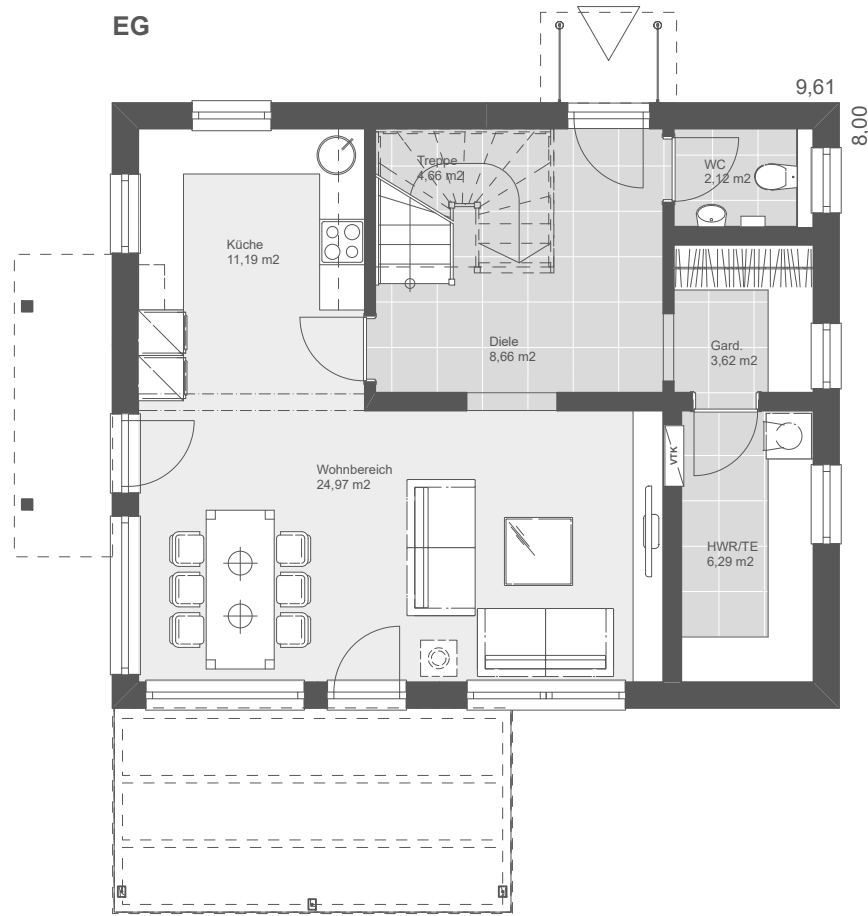 EG
9,61
8,00
Treppe
4,66 m2
WC
2,12 m2
Küche
11,19 m2
Diele
8,66 m2
Gard.
3,62 m2
Wohnbereich
24,97 m2
VTK
HWR/TE
6,29 m2